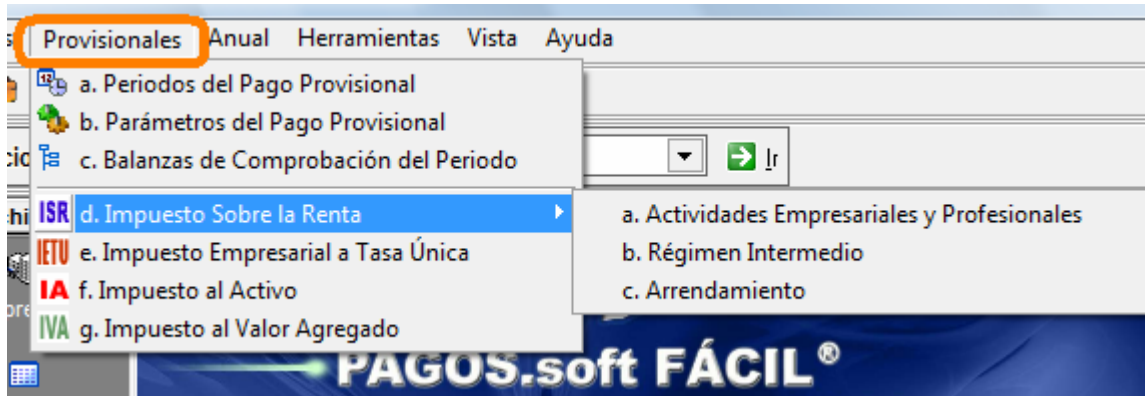 Provisionales Anual Herramientas Vista Ayuda
a. Periodos del Pago Provisional
b. Parámetros del Pago Provisional
c. Balanzas de Comprobación del Periodo
Ir
ISR d. Impuesto Sobre la Renta
a. Actividades Empresariales y Profesionales
IETU e. Impuesto Empresarial a Tasa Única
b. Régimen Intermedio
IA f. Impuesto al Activo
c. Arrendamiento
IVA g. Impuesto al Valor Agregado
PAGOS.soft FÁCIL®